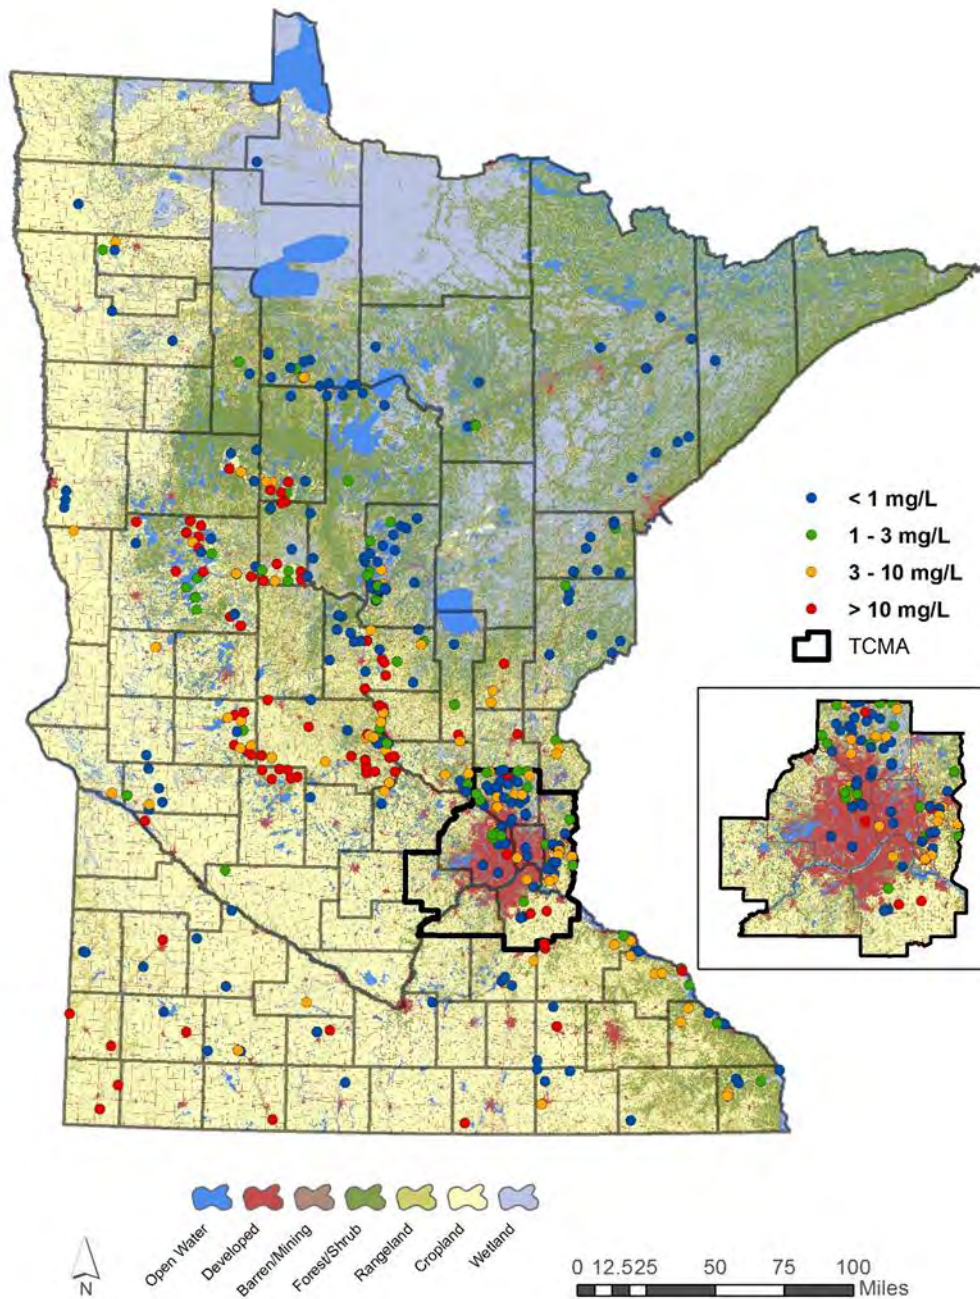 < 1 mg/L
1 - 3 mg/L
3 - 10 mg/L
> 10 mg/L
TCMA
Open Water
Developed
Barren/Mining
Forest/Shrub
Rangeland
Cropland
Wetland
N
0 12.525 50 75 100
Miles